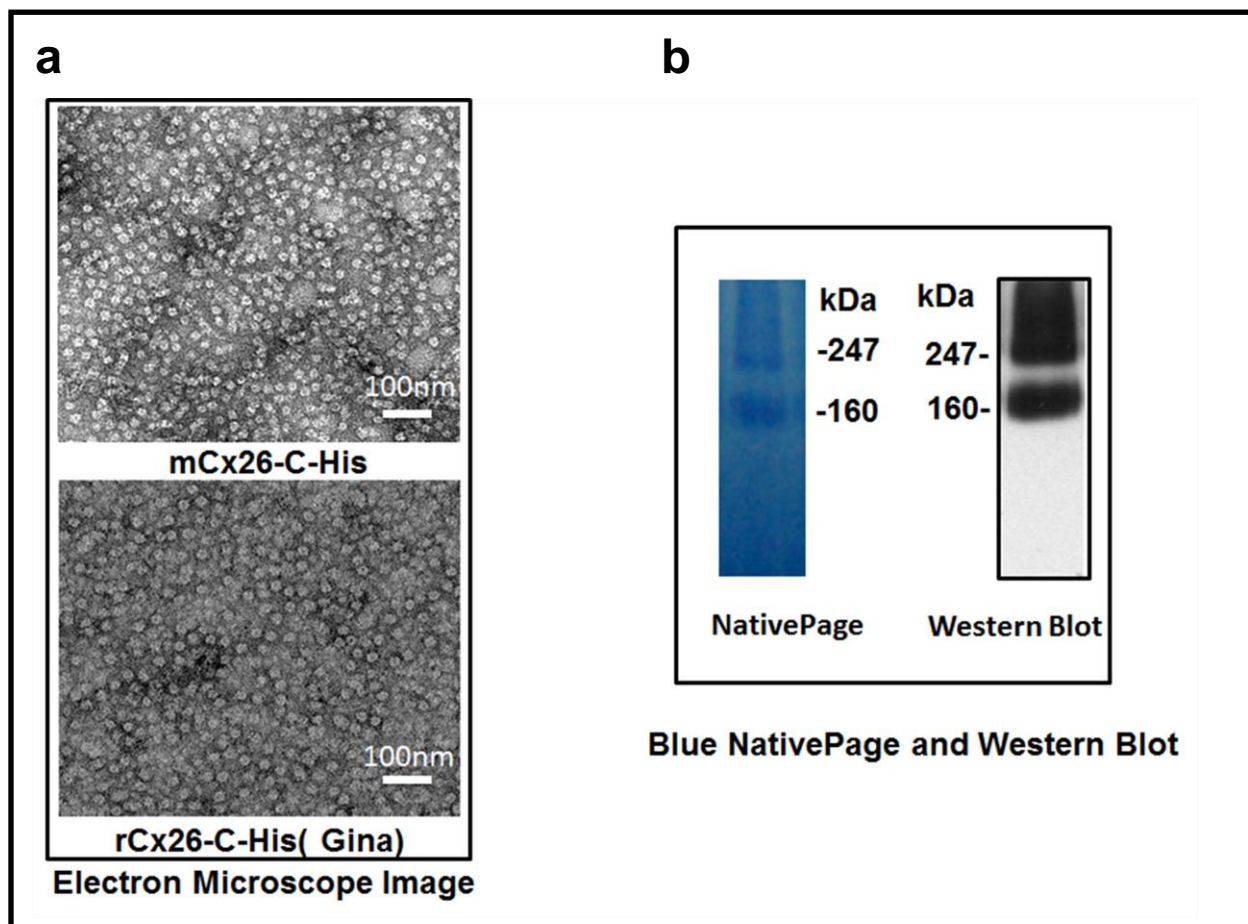 a
b
100nm
mCx26-C-His
100nm
rCx26-C-His( Gina)
Electron Microscope Image
kDa
-247
-160
kDa
247-
160-
NativePage
Western Blot
Blue NativePage and Western Blot